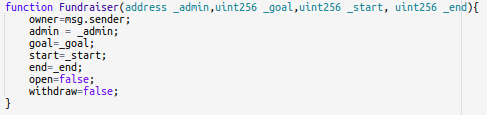 function Fundraiser(address _admin,uint256 _goal,uint256 _start, uint256 _end){
owner=msg.sender;
admin = _admin;
goal=_goal;
start=_start;
end=_end;
open=false;
withdraw=false;
}